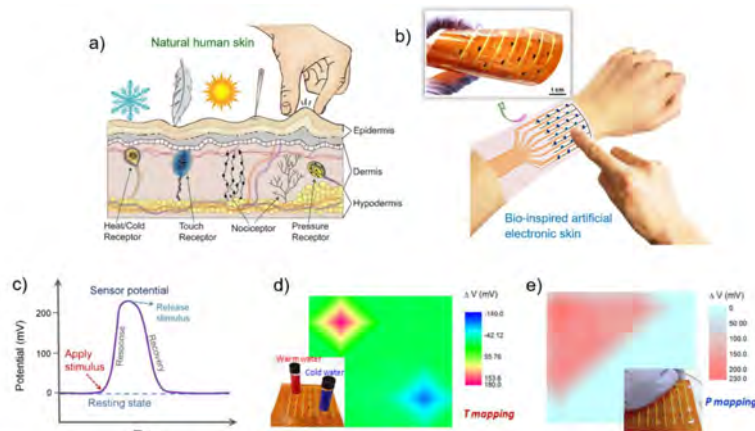 a)
Natural human skin
Epidermis
Dermis
Hypodermis
Heat/Cold
Receptor
Touch
Receptor
Nociceptor
Pressure
Receptor
b)
1 cm
Bio-inspired artificial
electronic skin
c)
Sensor potential
Release
stimulus
Apply
stimulus
Response
Recovery
Resting state
Potential (mV)
200
100
0
d)
Warm water
Cold water
Δ V (mV)
-42.12
55.76
153.6
180.0
T mapping
e)
Δ V (mV)
0
50.00
100.0
150.0
200.0
230.0
P mapping